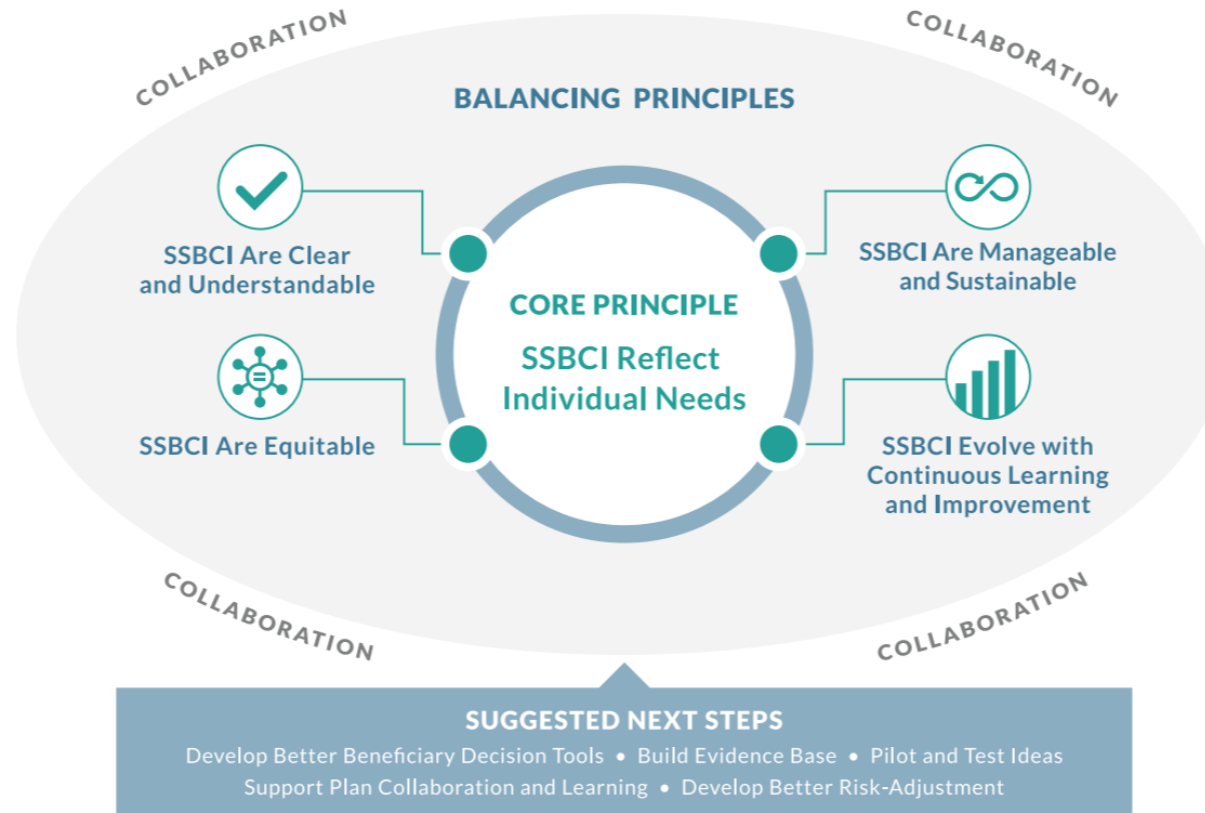 COLLABORATION
COLLABORATION
BALANCING PRINCIPLES
SSBCI Are Clear
and Understandable
SSBCI Are Manageable
and Sustainable
CORE PRINCIPLE
SSBCI Reflect
Individual Needs
SSBCI Are Equitable
SSBCI Evolve with
Continuous Learning
and Improvement
COLLABORATION
COLLABORATION
SUGGESTED NEXT STEPS
Develop Better Beneficiary Decision Tools • Build Evidence Base • Pilot and Test Ideas
Support Plan Collaboration and Learning • Develop Better Risk-Adjustment